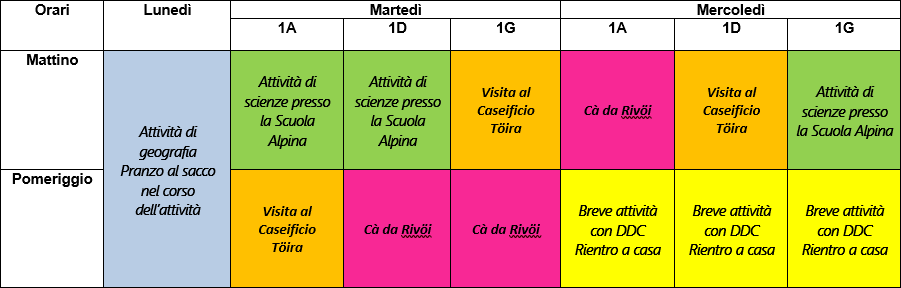 Orari Lunedì Martedì Mercoledì
1A 1D 1G 1A 1D 1G
Mattino
Attività di
geografia
Pranzo al sacco
nel corso
dell'attività
Attività di
scienze presso
la Scuola
Alpina
Attività di
scienze presso
la Scuola
Alpina
Visita al
Caseificio
Töira
Cà da Rivöi
Visita al
Caseificio
Töira
Attività di
scienze presso
la Scuola Alpina
Pomeriggio
Visita al
Caseificio
Töira
Cà da Rivöi
Cà da Rivöi
Breve attività
con DDC
Rientro a casa
Breve attività
con DDC
Rientro a casa
Breve attività
con DDC
Rientro a casa